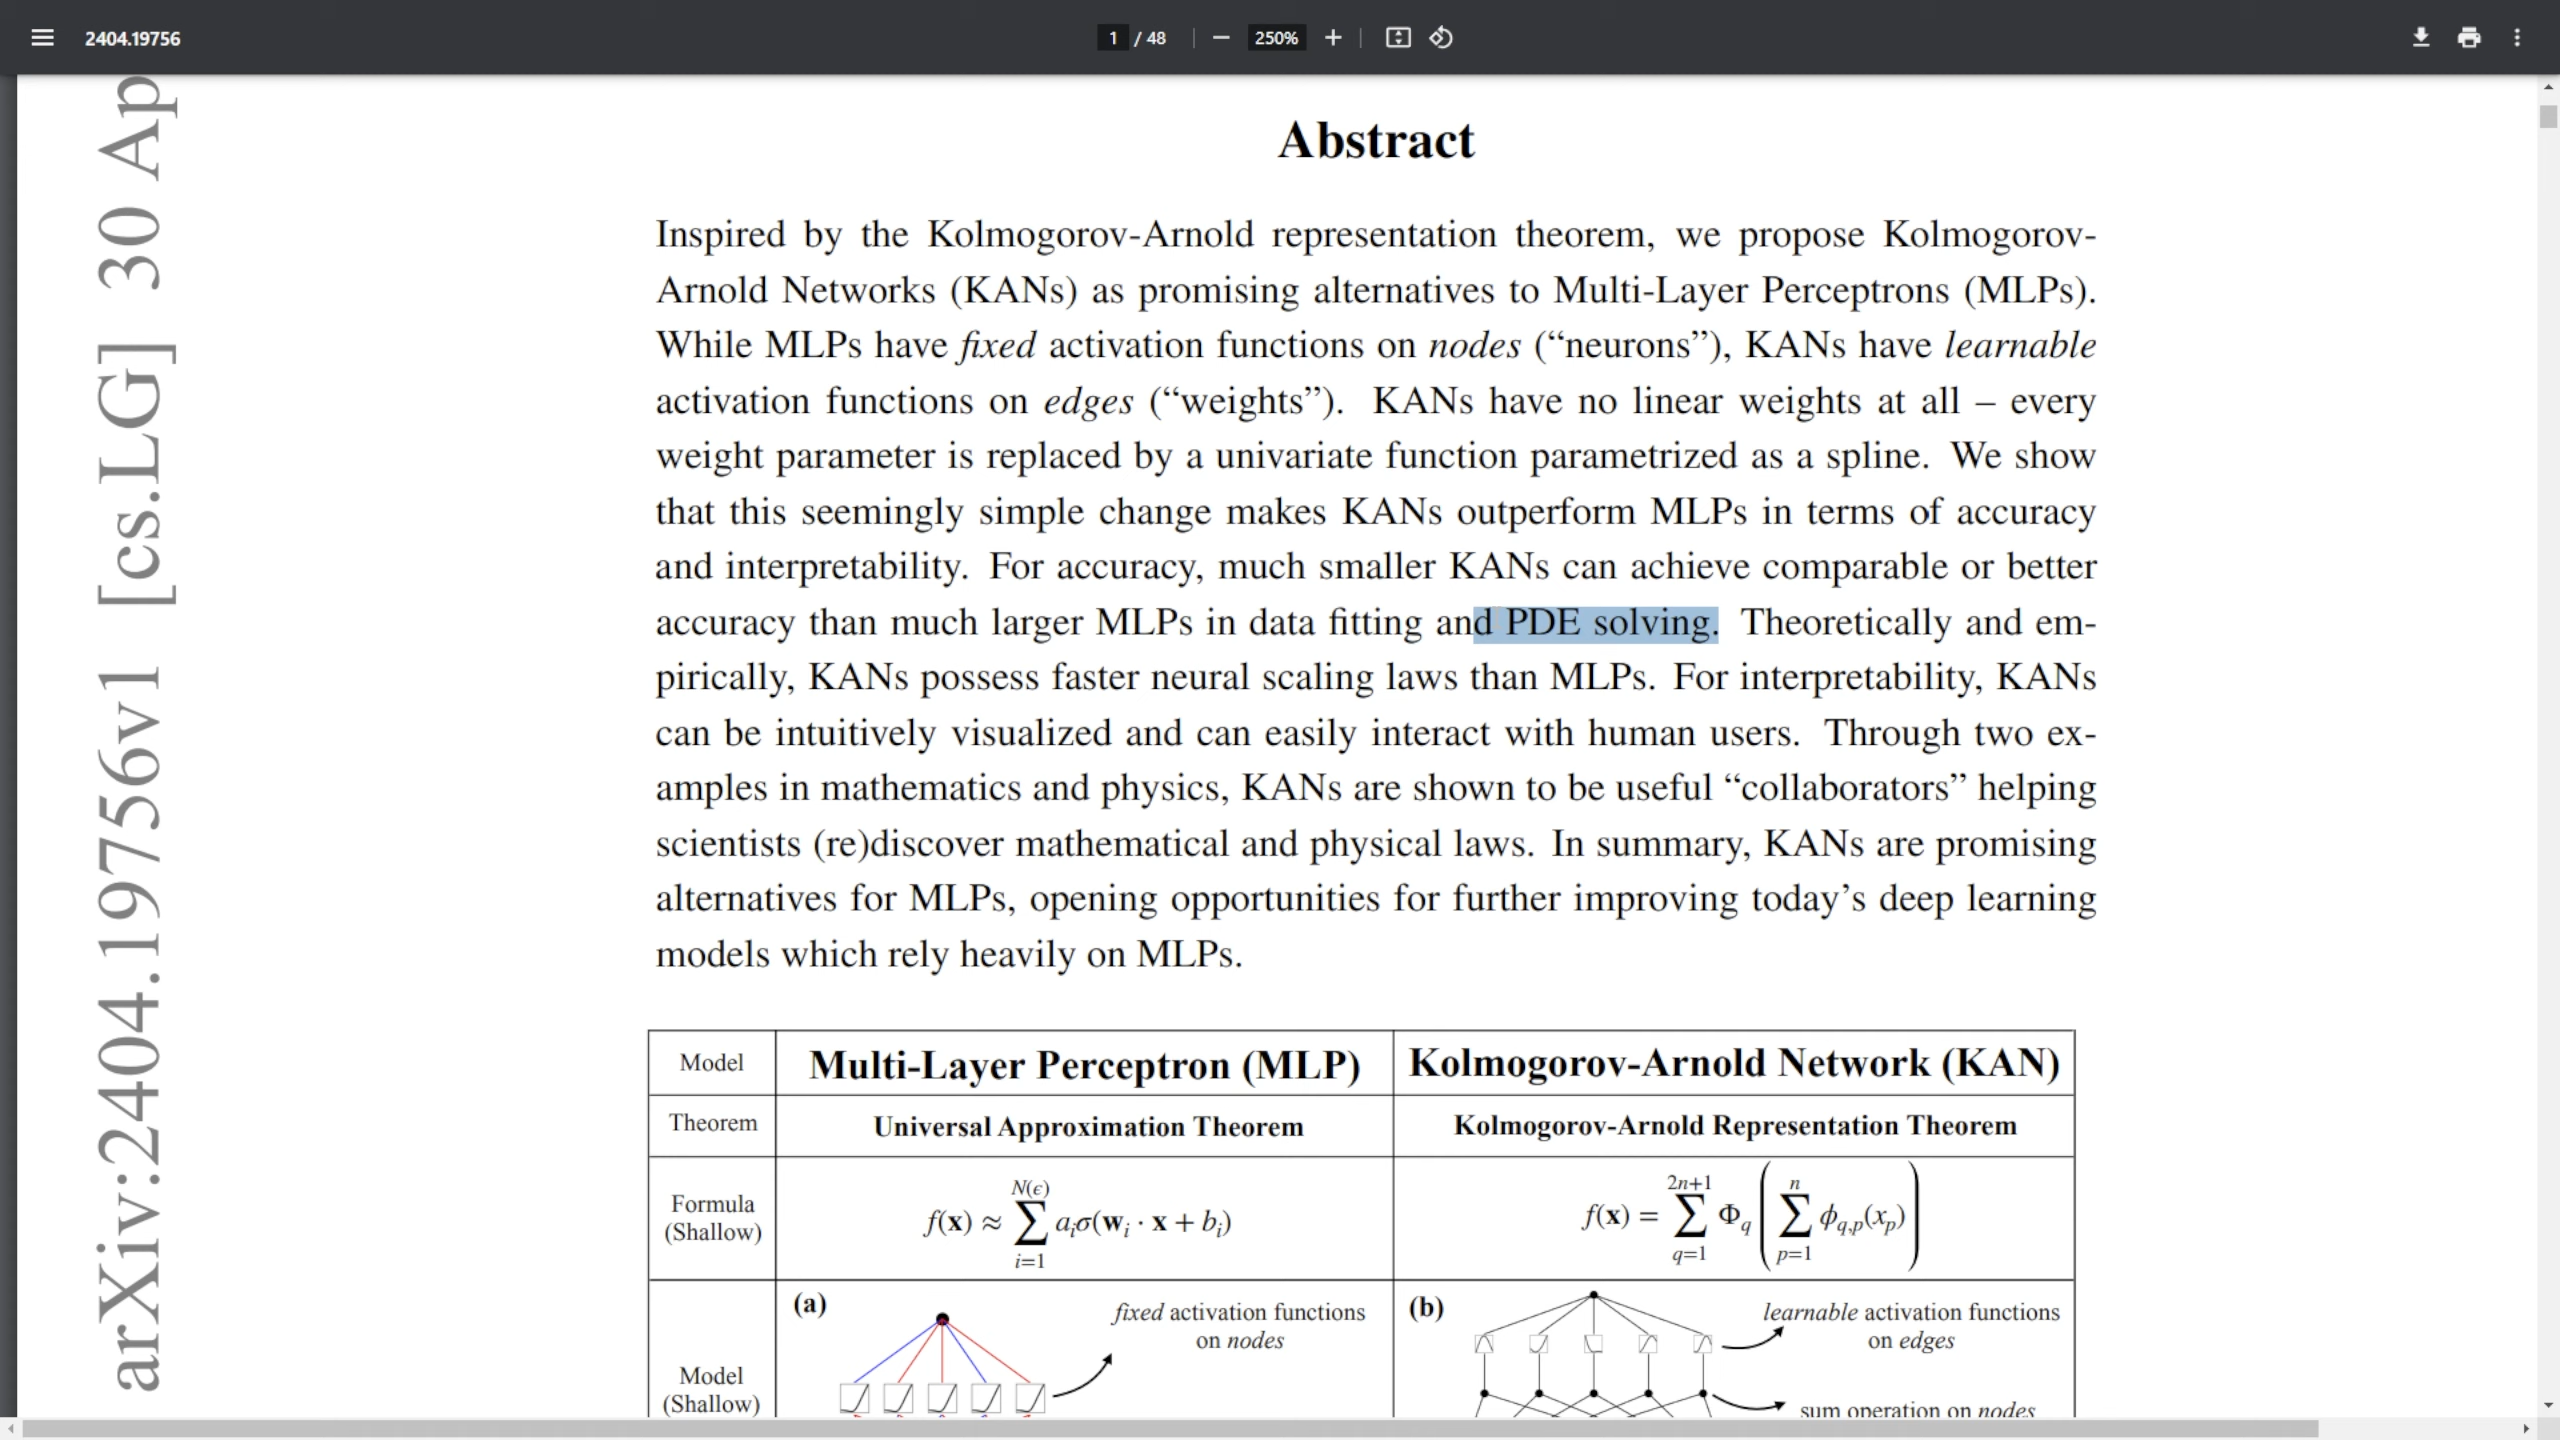 2404.19756
1 / 48
250%
arXiv:2404.19756v1 [cs.LG] 30 Ap
Abstract
Inspired by the Kolmogorov-Arnold representation theorem, we propose Kolmogorov-
Arnold Networks (KANs) as promising alternatives to Multi-Layer Perceptrons (MLPs).
While MLPs have fixed activation functions on nodes (“neurons”), KANs have learnable
activation functions on edges (“weights”). KANs have no linear weights at all – every
weight parameter is replaced by a univariate function parametrized as a spline. We show
that this seemingly simple change makes KANs outperform MLPs in terms of accuracy
and interpretability. For accuracy, much smaller KANs can achieve comparable or better
accuracy than much larger MLPs in data fitting and PDE solving. Theoretically and em-
pirically, KANs possess faster neural scaling laws than MLPs. For interpretability, KANs
can be intuitively visualized and can easily interact with human users. Through two ex-
amples in mathematics and physics, KANs are shown to be useful “collaborators” helping
scientists (re)discover mathematical and physical laws. In summary, KANs are promising
alternatives for MLPs, opening opportunities for further improving today’s deep learning
models which rely heavily on MLPs.
Model
Multi-Layer Perceptron (MLP)
Kolmogorov-Arnold Network (KAN)
Theorem
Universal Approximation Theorem
Kolmogorov-Arnold Representation Theorem
Formula
(Shallow)
f(x) ≈ ∑_{i=1}^{N(ϵ)} a_i σ(w_i · x + b_i)
f(x) = ∑_{q=1}^{2n+1} Φ_q ( ∑_{p=1}^{n} ϕ_{q,p}(x_p) )
Model
(Shallow)
(a)
fixed activation functions
on nodes
(b)
learnable activation functions
on edges
sum operation on nodes